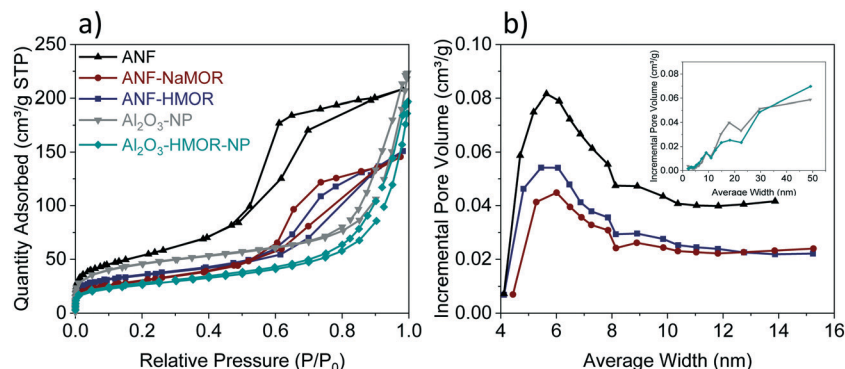 a)
250
200
150
100
50
0
Quantity Adsorbed (cm³/g STP)
ANF
ANF-NaMOR
ANF-HMOR
Al₂O₃-NP
Al₂O₃-HMOR-NP
0.0 0.2 0.4 0.6 0.8 1.0
Relative Pressure (P/P₀)
b)
0.10
0.08
0.06
0.04
0.02
0.00
Incremental Pore Volume (cm³/g)
4 6 8 10 12 14 16
Average Width (nm)
Incremental Pore Volume (cm³/g)
0.08
0.06
0.04
0.02
0.00
0 10 20 30 40 50
Average Width (nm)